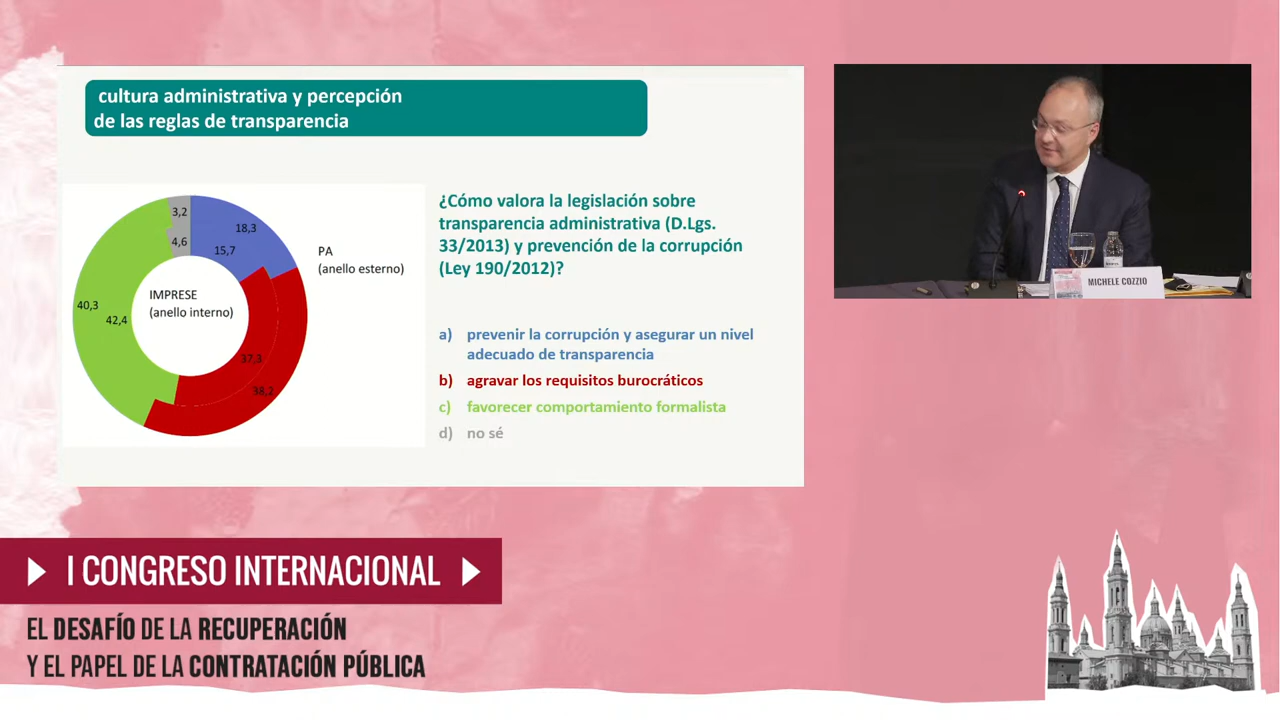 cultura administrativa y percepción
de las reglas de transparencia
3,2
4,6
18,3
15,7
40,3
42,4
37,3
38,2
IMPRESE
(anello interno)
PA
(anello esterno)
¿Cómo valora la legislación sobre
transparencia administrativa (D.Lgs.
33/2013) y prevención de la corrupción
(Ley 190/2012)?
a) prevenir la corrupción y asegurar un nivel
adecuado de transparencia
b) agravar los requisitos burocráticos
c) favorecer comportamiento formalista
d) no sé
MICHELE COZZIO
I CONGRESO INTERNACIONAL
EL DESAFÍO DE LA RECUPERACIÓN
Y EL PAPEL DE LA CONTRATACIÓN PÚBLICA